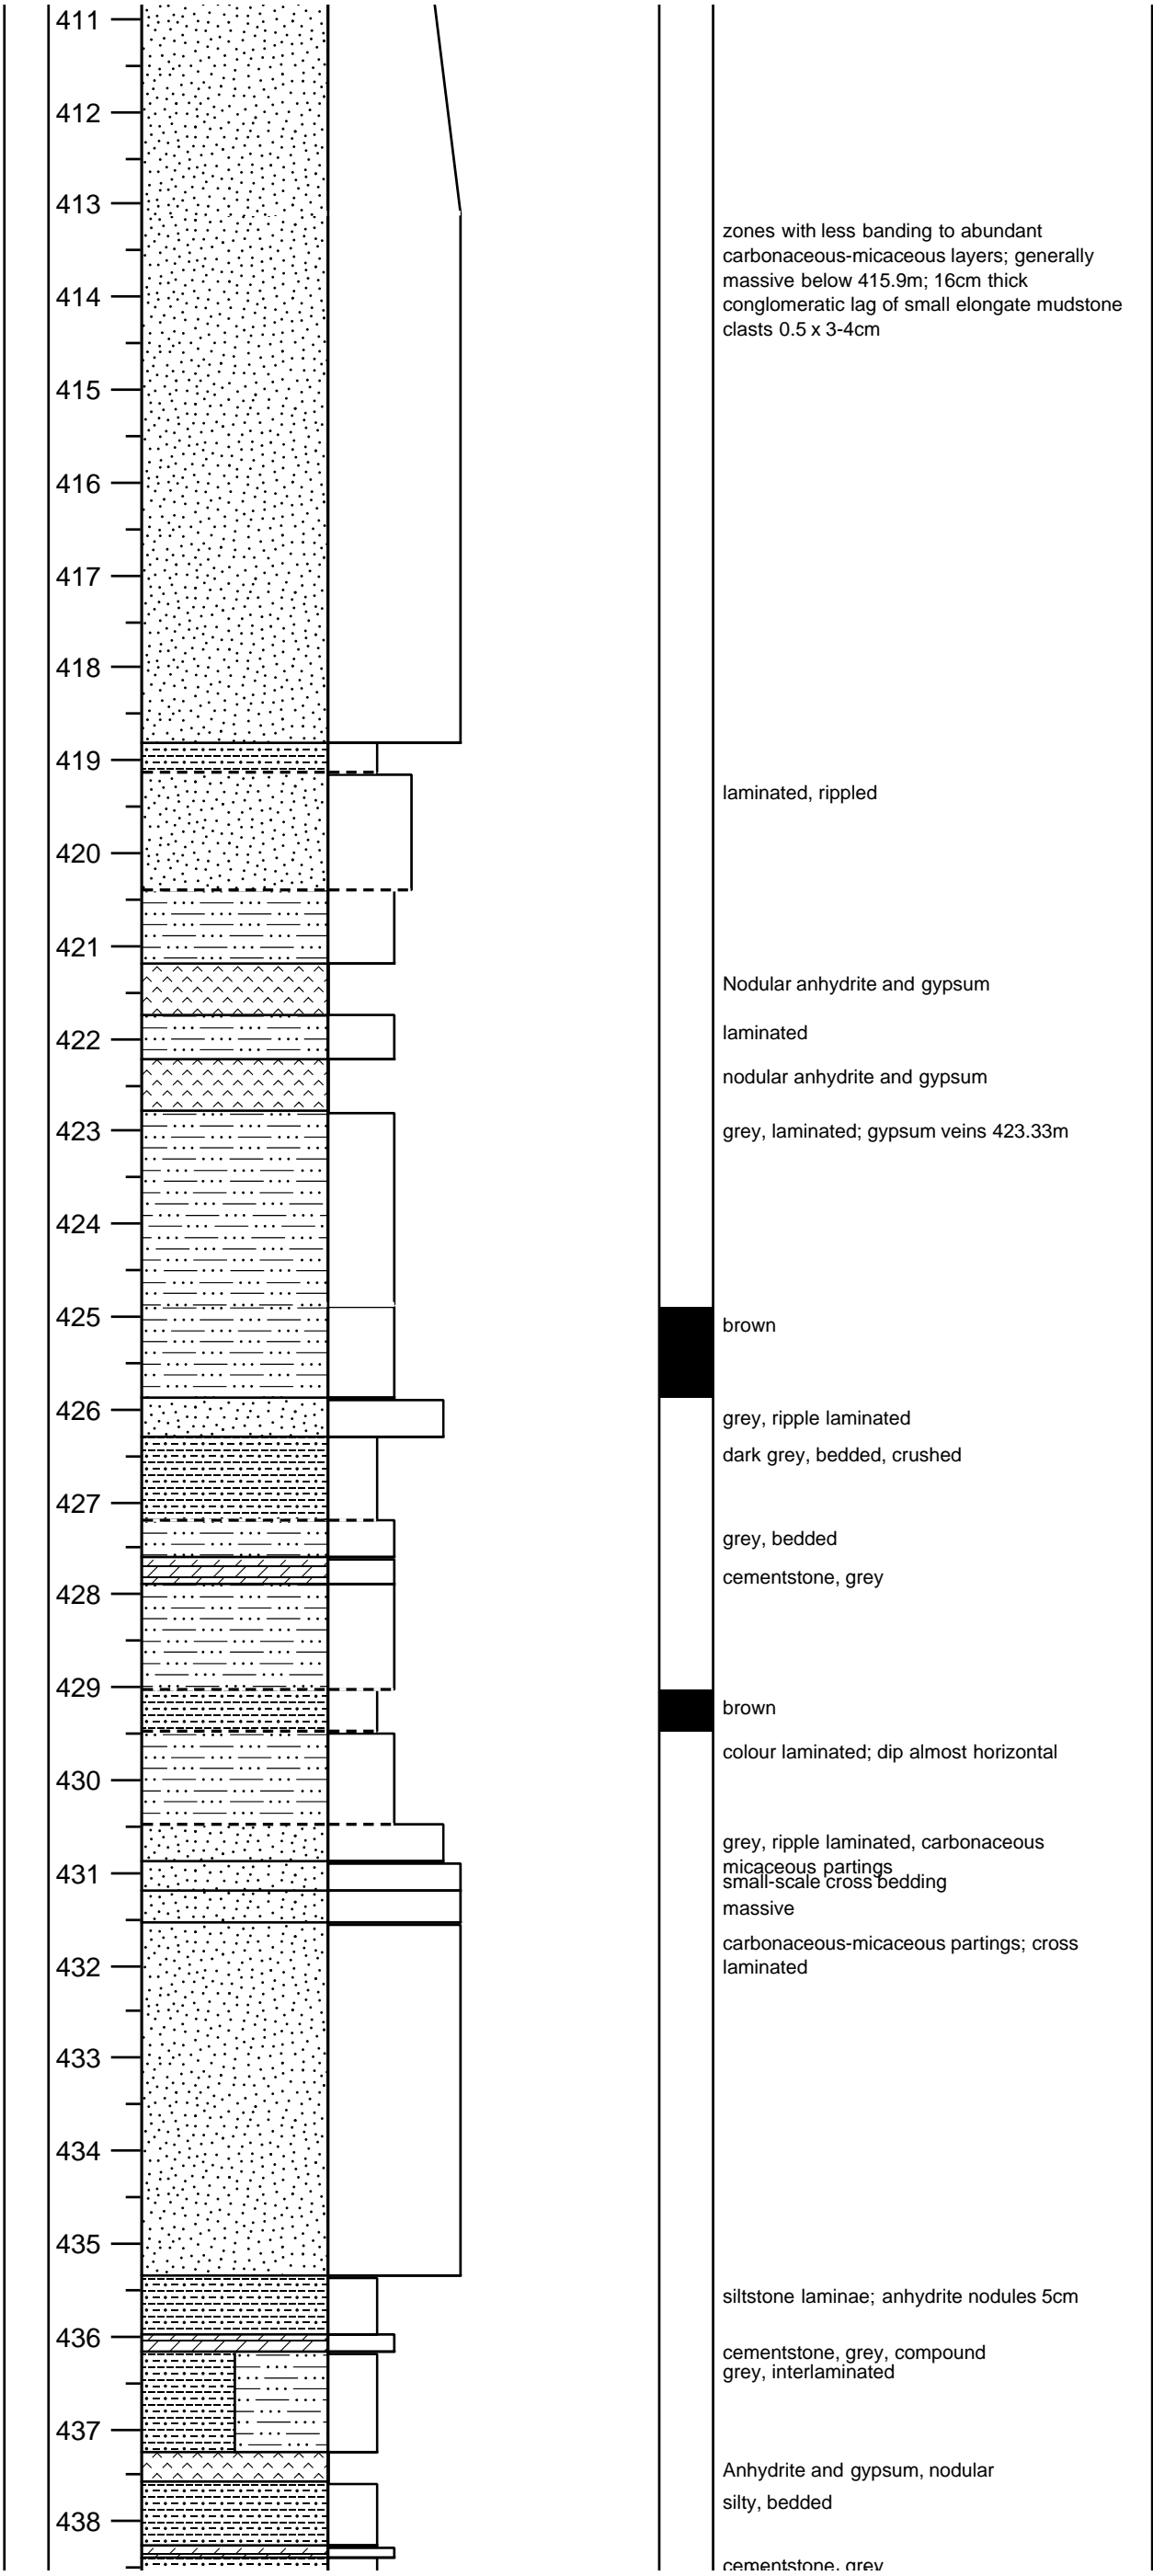 411
412
413
zones with less banding to abundant
carbonaceous-micaceous layers; generally
massive below 415.9m; 16cm thick
conglomeratic lag of small elongate mudstone
clasts 0.5 x 3-4cm
414
415
416
417
418
419
laminated, rippled
420
421
Nodular anhydrite and gypsum
422
laminated
nodular anhydrite and gypsum
423
grey, laminated; gypsum veins 423.33m
424
425
brown
426
grey, ripple laminated
dark grey, bedded, crushed
427
grey, bedded
cementstone, grey
428
429
brown
colour laminated; dip almost horizontal
430
grey, ripple laminated, carbonaceous
micaceous partings
431
small-scale cross bedding
massive
carbonaceous-micaceous partings; cross
laminated
432
433
434
435
siltstone laminae; anhydrite nodules 5cm
436
cementstone, grey, compound
grey, interlaminated
437
Anhydrite and gypsum, nodular
silty, bedded
438
cementstone, grey